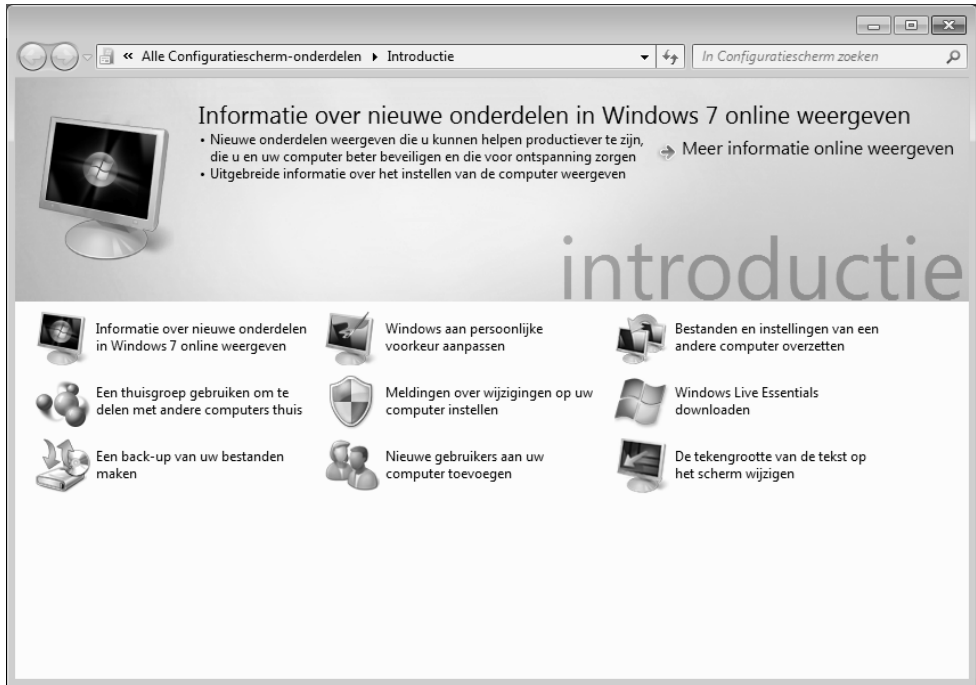 « Alle Configuratiescherm-onderdelen ▸ Introductie
In Configuratiescherm zoeken
Informatie over nieuwe onderdelen in Windows 7 online weergeven
• Nieuwe onderdelen weergeven die u kunnen helpen productiever te zijn,
die u en uw computer beter beveiligen en die voor ontspanning zorgen
• Uitgebreide informatie over het instellen van de computer weergeven
Meer informatie online weergeven
introductie
Informatie over nieuwe onderdelen
in Windows 7 online weergeven
Windows aan persoonlijke
voorkeur aanpassen
Bestanden en instellingen van een
andere computer overzetten
Een thuisgroep gebruiken om te
delen met andere computers thuis
Meldingen over wijzigingen op uw
computer instellen
Windows Live Essentials
downloaden
Een back-up van uw bestanden
maken
Nieuwe gebruikers aan uw
computer toevoegen
De tekengrootte van de tekst op
het scherm wijzigen